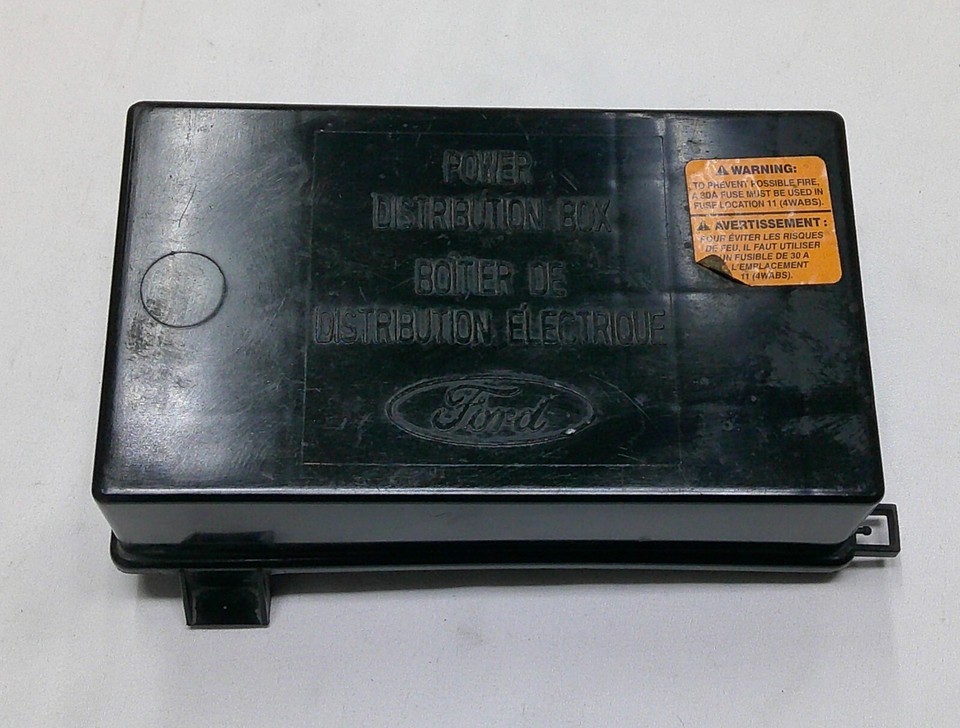 POWER
DISTRIBUTION BOX
BOÎTIER DE
DISTRIBUTION ÉLECTRIQUE
Ford
WARNING:
TO PREVENT POSSIBLE FIRE,
A 30A FUSE MUST BE USED IN
FUSE LOCATION 11 (4WABS).
AVERTISSEMENT :
POUR ÉVITER LES RISQUES
DE FEU, IL FAUT UTILISER
UN FUSIBLE DE 30 A
L'EMPLACEMENT
11 (4WABS).